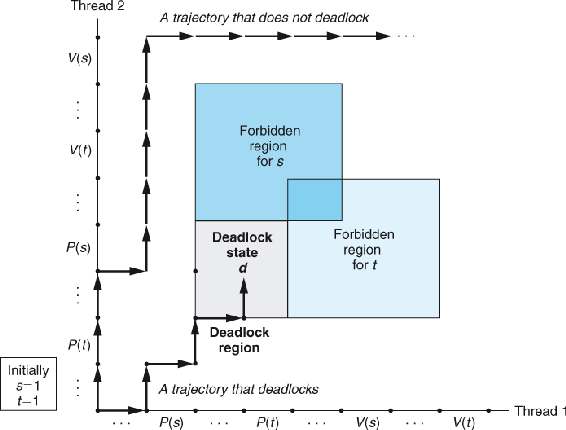 Thread 2
A trajectory that does not deadlock
...
V(s)
...
V(t)
...
P(s)
...
P(t)
...
Forbidden
region
for s
Forbidden
region
for t
Deadlock
state
d
Deadlock
region
Initially
s=1
t=1
A trajectory that deadlocks
... P(s) ... P(t) ... V(s) ... V(t)
Thread 1